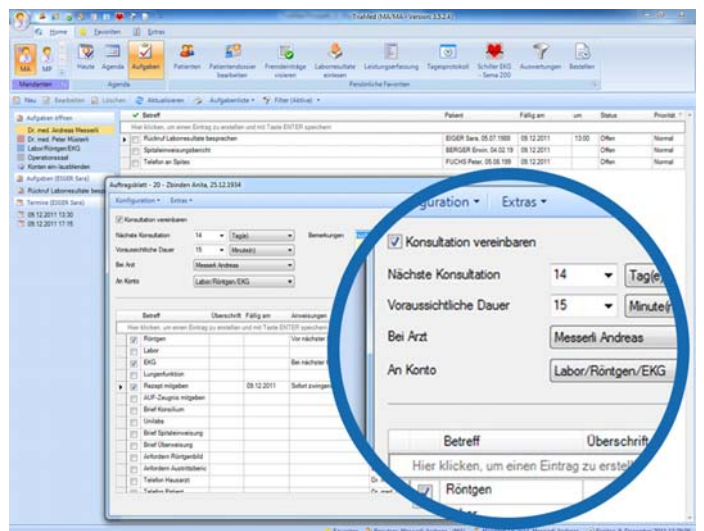 TriaMed (MA/MA - Version: 3.5.2.4)
Home Favoriten Extras
MA MP Heute Agenda Aufgaben Patienten Patientendossier bearbeiten Fremdeinträge visieren Laborresultate einlesen Leistungserfassung Tagesprotokoll Schiller EKG - Sema 200 Auswertungen Bestellen
Mandanten Agenda Persönliche Favoriten
Neu Bearbeiten Löschen Aktualisieren Aufgabenliste Filter (Aktive)
Aufgaben öffnen
Dr. med. Andreas Messerli
Dr. med. Peter Müsterli
Labor/Röntgen/EKG
Operationssaal
Konten ein-/ausblenden
Aufgaben (EIGER Sara)
Rückruf Laborresultate besp
Termine (EIGER Sara)
09.12.2011 13:30
09.12.2011 17:15
Betreff Patient Fällig am um Status Priorität
Hier klicken, um einen Eintrag zu erstellen und mit Taste ENTER speichern
Rückruf Laborresultate besprechen EIGER Sara, 05.07.1988 09.12.2011 13:00 Offen Normal
Spitaleinweisungsbericht BERGER Erwin, 04.02.19 09.12.2011 Offen Normal
Telefon an Spitex FUCHS Peter, 05.08.199 09.12.2011 Offen Normal
Auftragsblatt - 20 - Zbinden Anita, 25.12.1934
Konfiguration Extras
Konsultation vereinbaren
Nächste Konsultation 14 Tag(e) Bemerkungen
Voraussichtliche Dauer 15 Minute(n)
Bei Arzt Messerli Andreas
An Konto Labor/Röntgen/EKG
Betreff Überschrift Fällig am Anweisungen
Hier klicken, um einen Eintrag zu erstellen und mit Taste ENTER speichern
Röntgen Vor nächster
Labor
EKG Bei nächster
Lungenfunktion
Rezept mitgeben 09.12.2011 Sofort zwingen
AUF-Zeugnis mitgeben
Brief Konsilium
Unilabs
Brief Spitaleinweisung
Brief Überweisung
Anfordern Röntgenbild
Anfordern Austrittsberic
Telefon Hausarzt
Telefon Patient
guration Extras
Konsultation vereinbaren
Nächste Konsultation 14 Tag(e)
Voraussichtliche Dauer 15 Minute(n
Bei Arzt Messerli Andreas
An Konto Labor/Röntgen/EKG
Betreff Überschrift
Hier klicken, um einen Eintrag zu erstell
Röntgen